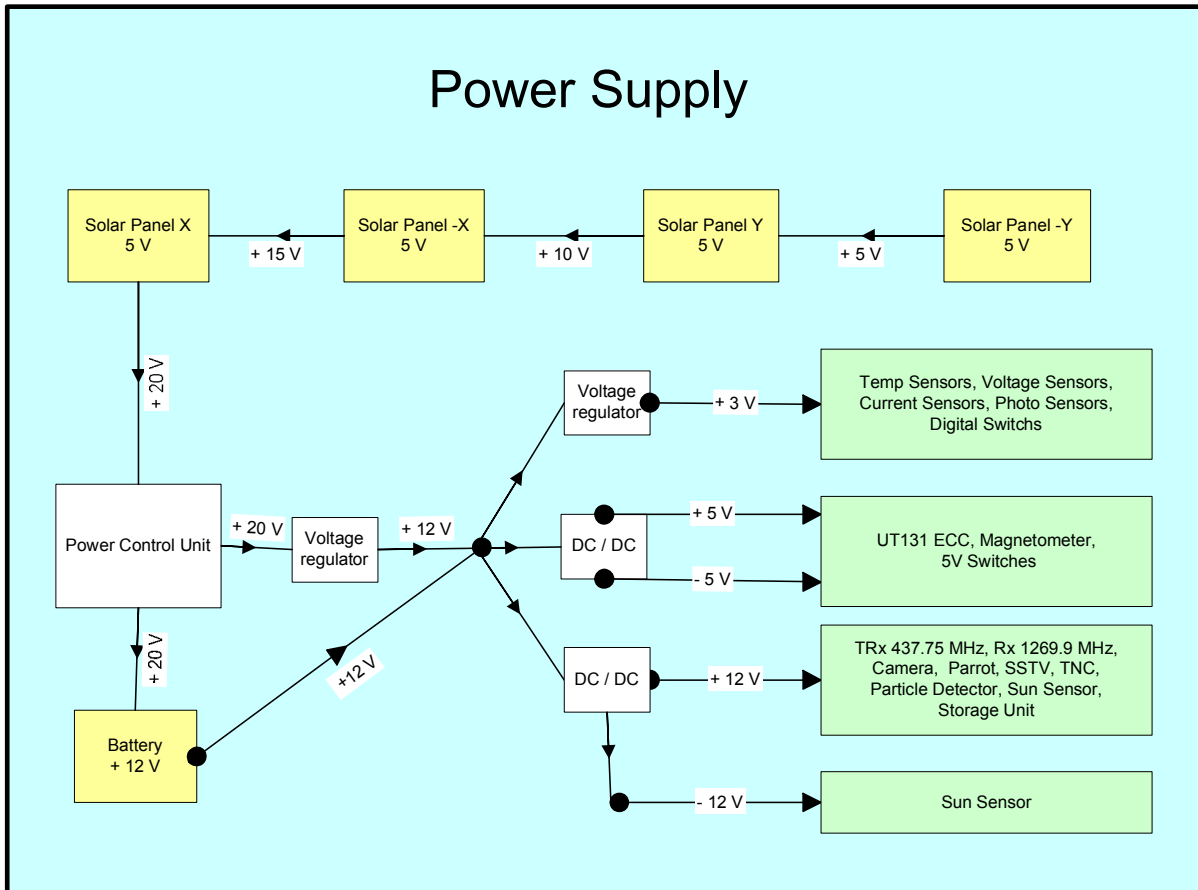 Power Supply
Solar Panel X
5 V
+ 15 V
Solar Panel -X
5 V
+ 10 V
Solar Panel Y
5 V
+ 5 V
Solar Panel -Y
5 V
+ 20 V
Voltage
regulator
+ 3 V
Temp Sensors, Voltage Sensors,
Current Sensors, Photo Sensors,
Digital Switchs
Power Control Unit
+ 20 V
Voltage
regulator
+ 12 V
DC / DC
+ 5 V
- 5 V
UT131 ECC, Magnetometer,
5V Switches
+ 20 V
+12 V
DC / DC
+ 12 V
TRx 437.75 MHz, Rx 1269.9 MHz,
Camera, Parrot, SSTV, TNC,
Particle Detector, Sun Sensor,
Storage Unit
Battery
+ 12 V
- 12 V
Sun Sensor